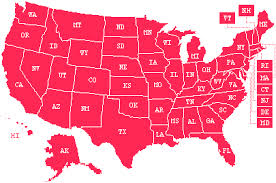 VT NH
WA MT ND MN ME
OR ID WY SD WI MI NY
NV UT CO NE IA IL IN OH PA
CA AZ NM KS MO KY WV VA
OK AR TN NC SC
TX LA MS AL GA FL
RI
MA
CT
NJ
DE
MD
HI
AK